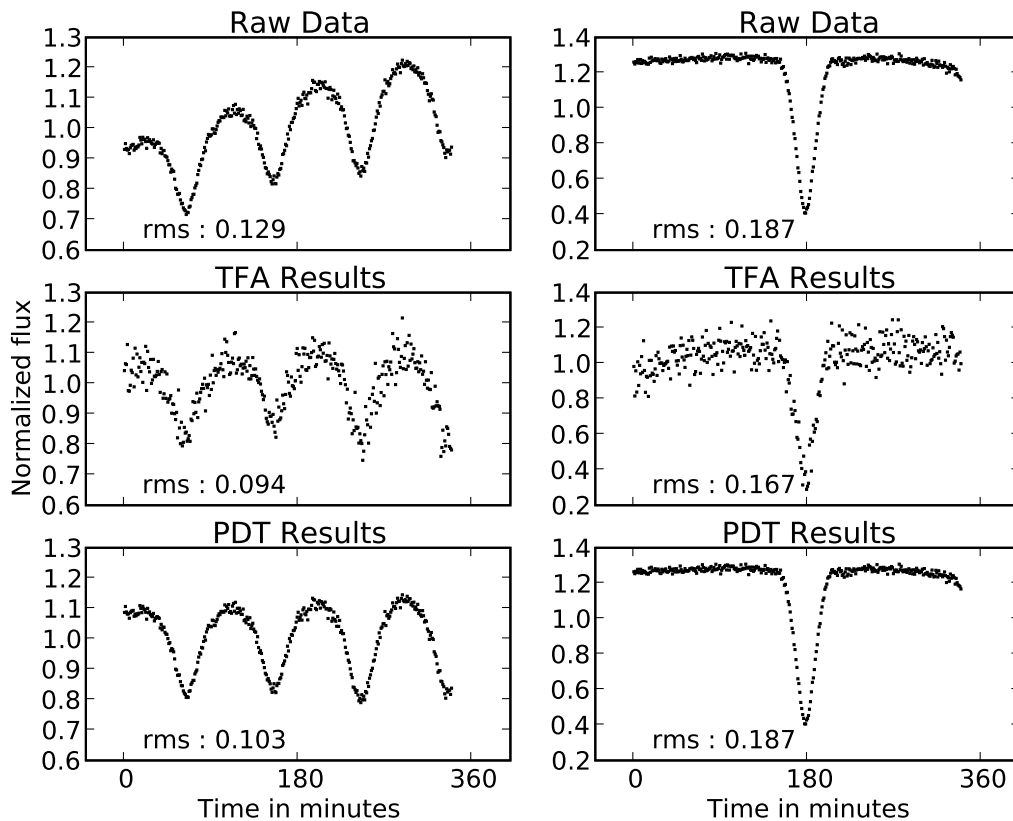 Raw Data
1.3
1.2
1.1
1.0
0.9
0.8
0.7
0.6
rms : 0.129
Raw Data
1.4
1.2
1.0
0.8
0.6
0.4
0.2
rms : 0.187
Normalized flux
TFA Results
1.3
1.2
1.1
1.0
0.9
0.8
0.7
0.6
rms : 0.094
TFA Results
1.4
1.2
1.0
0.8
0.6
0.4
0.2
rms : 0.167
PDT Results
1.3
1.2
1.1
1.0
0.9
0.8
0.7
0.6
rms : 0.103
0 180 360
Time in minutes
PDT Results
1.4
1.2
1.0
0.8
0.6
0.4
0.2
rms : 0.187
0 180 360
Time in minutes